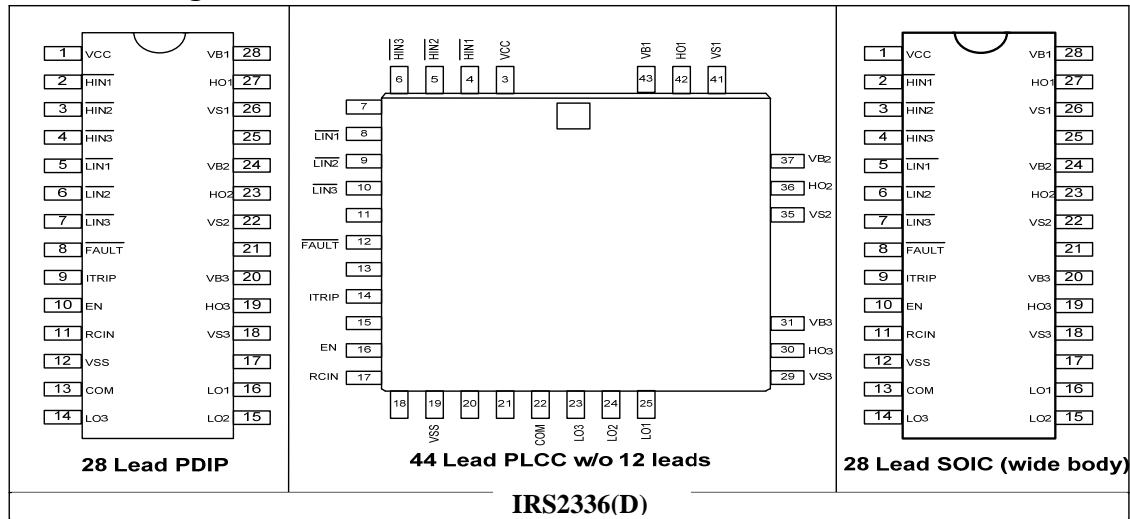 1 VCC VB1 28
2 HIN1 HO1 27
3 HIN2 VS1 26
4 HIN3 25
5 LIN1 VB2 24
6 LIN2 HO2 23
7 LIN3 VS2 22
8 FAULT 21
9 ITRIP VB3 20
10 EN HO3 19
11 RCIN VS3 18
12 VSS 17
13 COM LO1 16
14 LO3 LO2 15
28 Lead PDIP
HIN3 HIN2 HIN1 VCC VB1 HO1 VS1
6 5 4 3 43 42 41
7
LIN1 8
LIN2 9
LIN3 10
11
FAULT 12
13
ITRIP 14
15
EN 16
RCIN 17
37 VB2
36 HO2
35 VS2
31 VB3
30 HO3
29 VS3
18 19 20 21 22 23 24 25
VSS COM LO3 LO2 LO1
44 Lead PLCC w/o 12 leads
1 VCC VB1 28
2 HIN1 HO1 27
3 HIN2 VS1 26
4 HIN3 25
5 LIN1 VB2 24
6 LIN2 HO2 23
7 LIN3 VS2 22
8 FAULT 21
9 ITRIP VB3 20
10 EN HO3 19
11 RCIN VS3 18
12 VSS 17
13 COM LO1 16
14 LO3 LO2 15
28 Lead SOIC (wide body)
IRS2336(D)